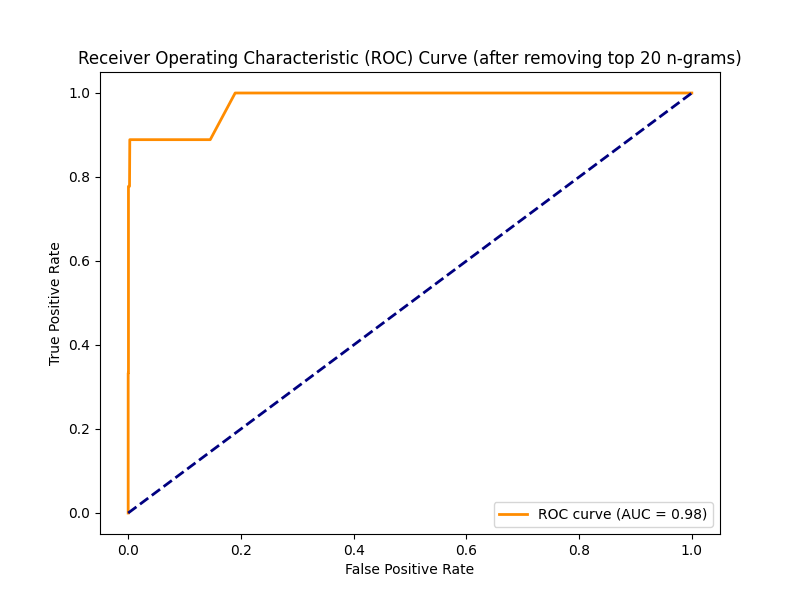 Receiver Operating Characteristic (ROC) Curve (after removing top 20 n-grams)
1.0
0.8
0.6
0.4
0.2
0.0
True Positive Rate
ROC curve (AUC = 0.98)
0.0 0.2 0.4 0.6 0.8 1.0
False Positive Rate